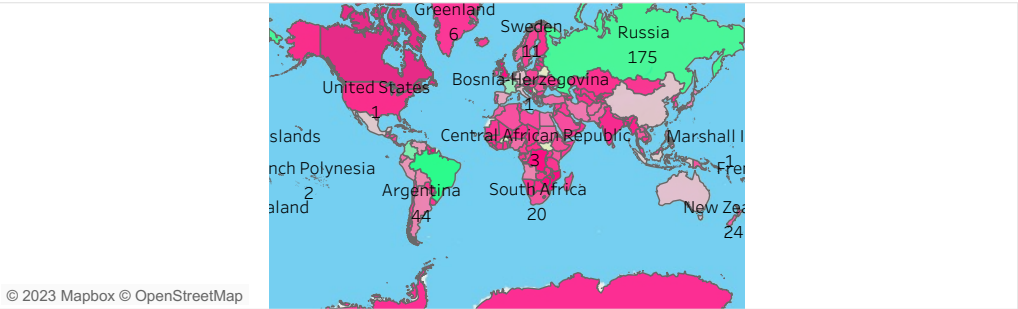 Greenland
6
Sweden
11
Russia
175
United States
1
Bosnia-Herzegovina
1
slands
Central African Republic
3
Marshall I
1
nch Polynesia
2
Fre
Argentina
44
South Africa
20
aland
New Zea
24
© 2023 Mapbox © OpenStreetMap